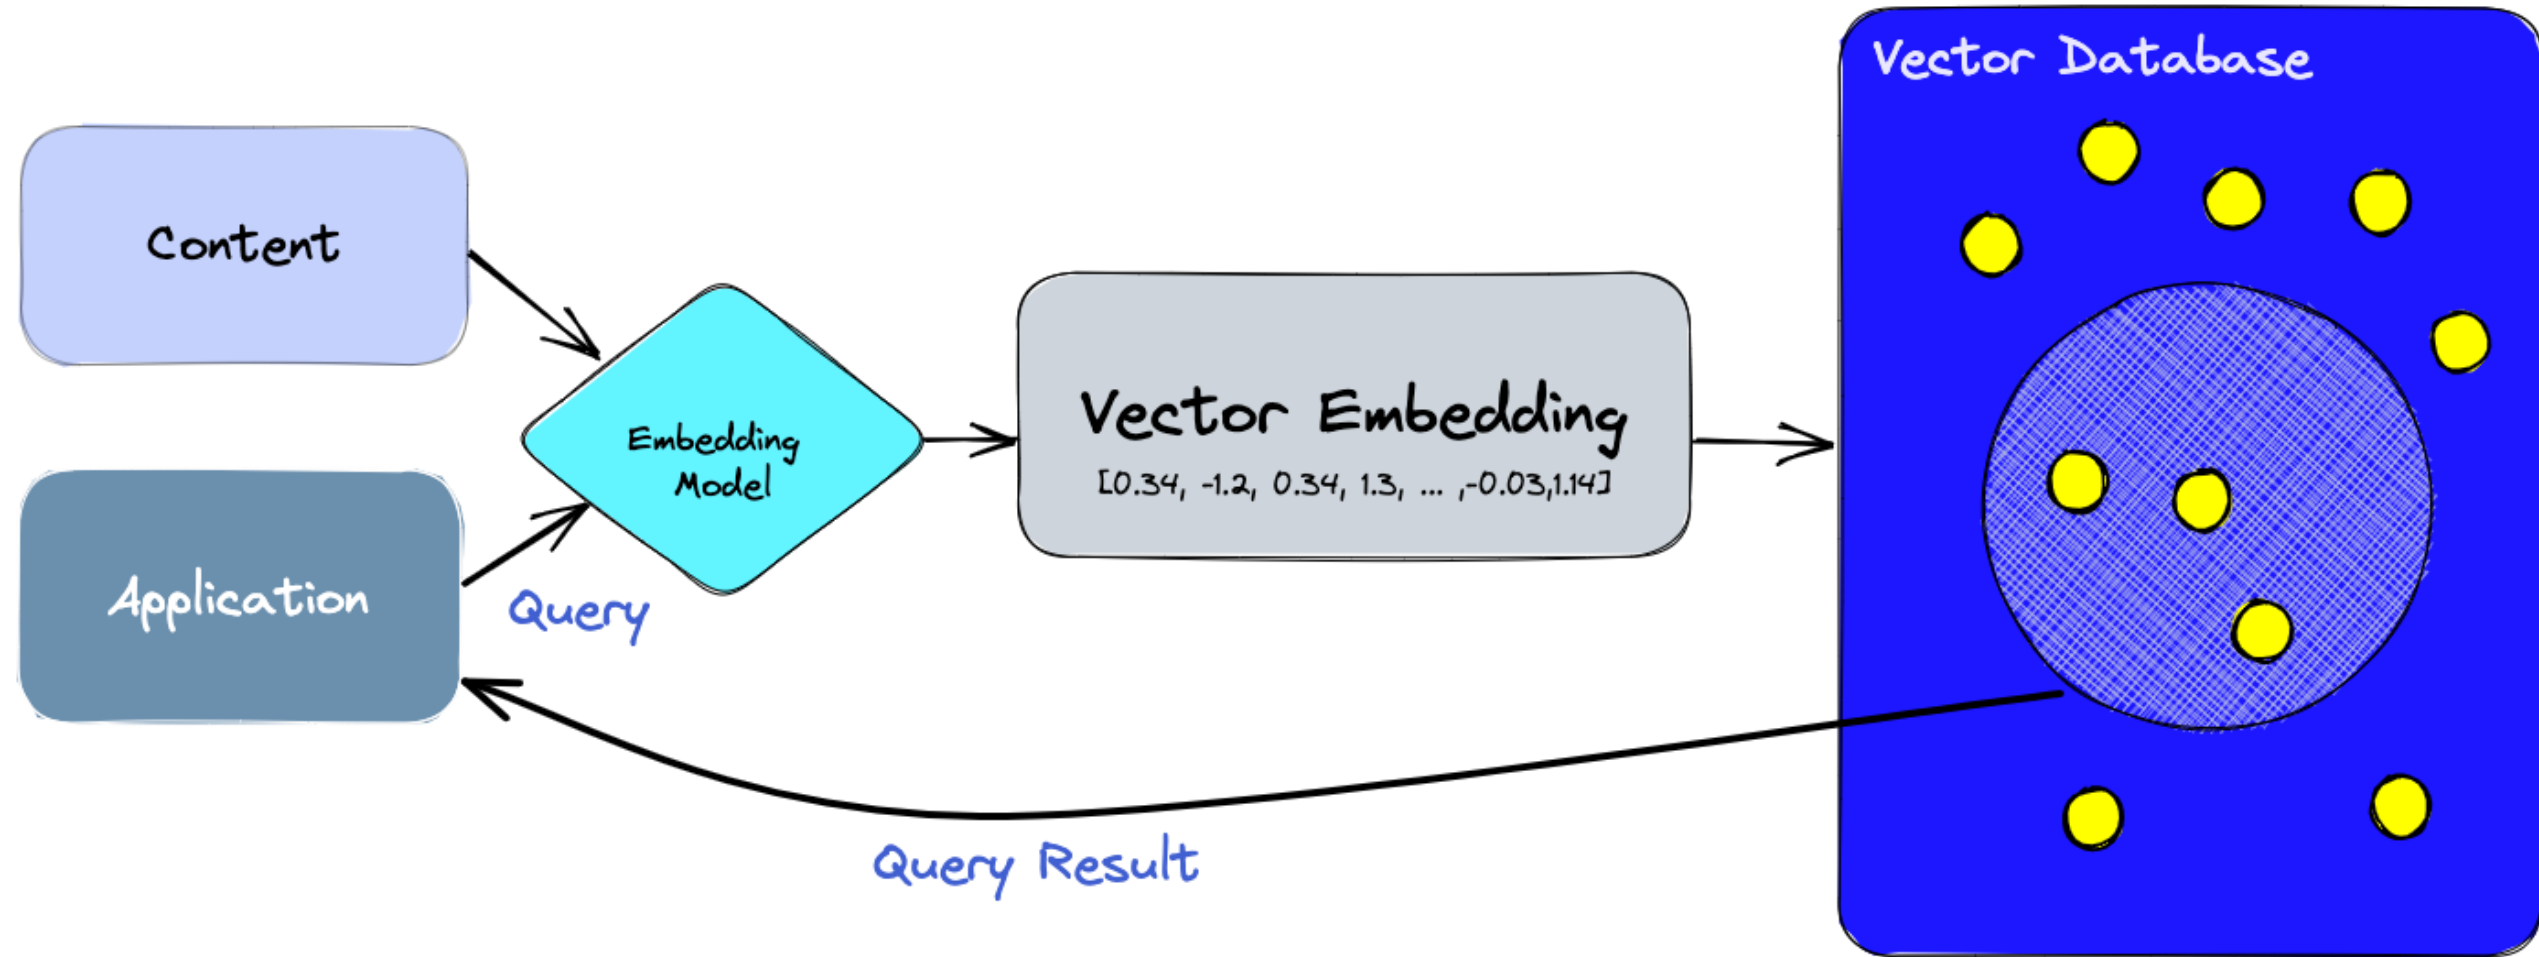 Vector Database
Content
Embedding
Model
Vector Embedding
[0.34, -1.2, 0.34, 1.3, ... ,-0.03,1.14]
Application
Query
Query Result